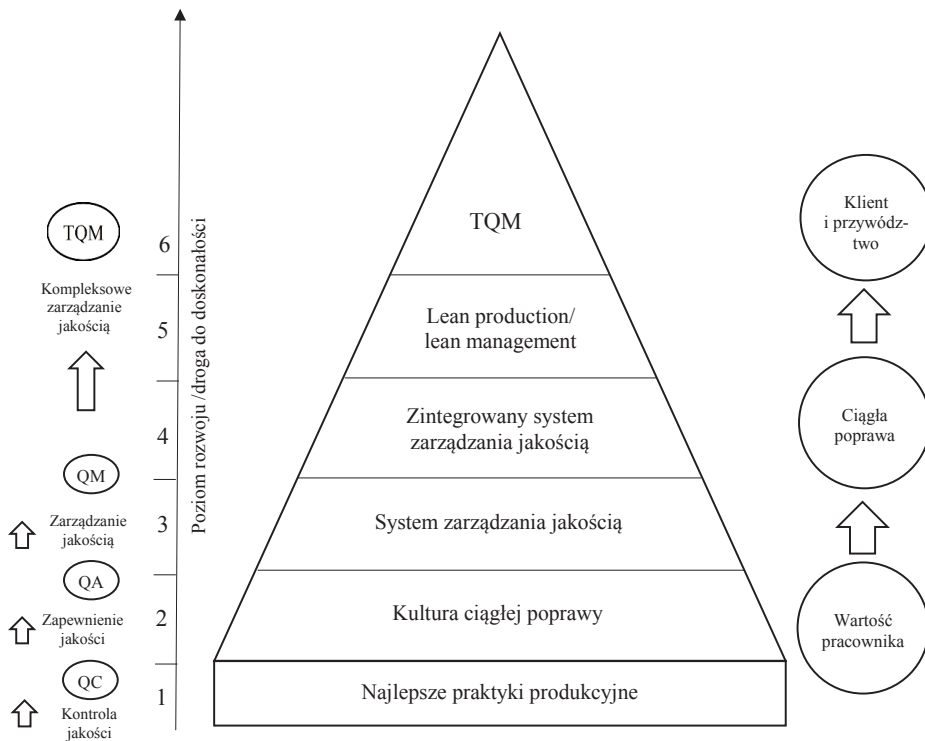 TQM
Kompleksowe
zarządzanie
jakością
QM
Zarządzanie
jakością
QA
Zapewnienie
jakości
QC
Kontrola
jakości
6
5
4
3
2
1
Poziom rozwoju /droga do doskonałości
TQM
Lean production/
lean management
Zintegrowany system
zarządzania jakością
System zarządzania jakością
Kultura ciągłej poprawy
Najlepsze praktyki produkcyjne
Klient
i przywódz-
two
Ciągła
poprawa
Wartość
pracownika